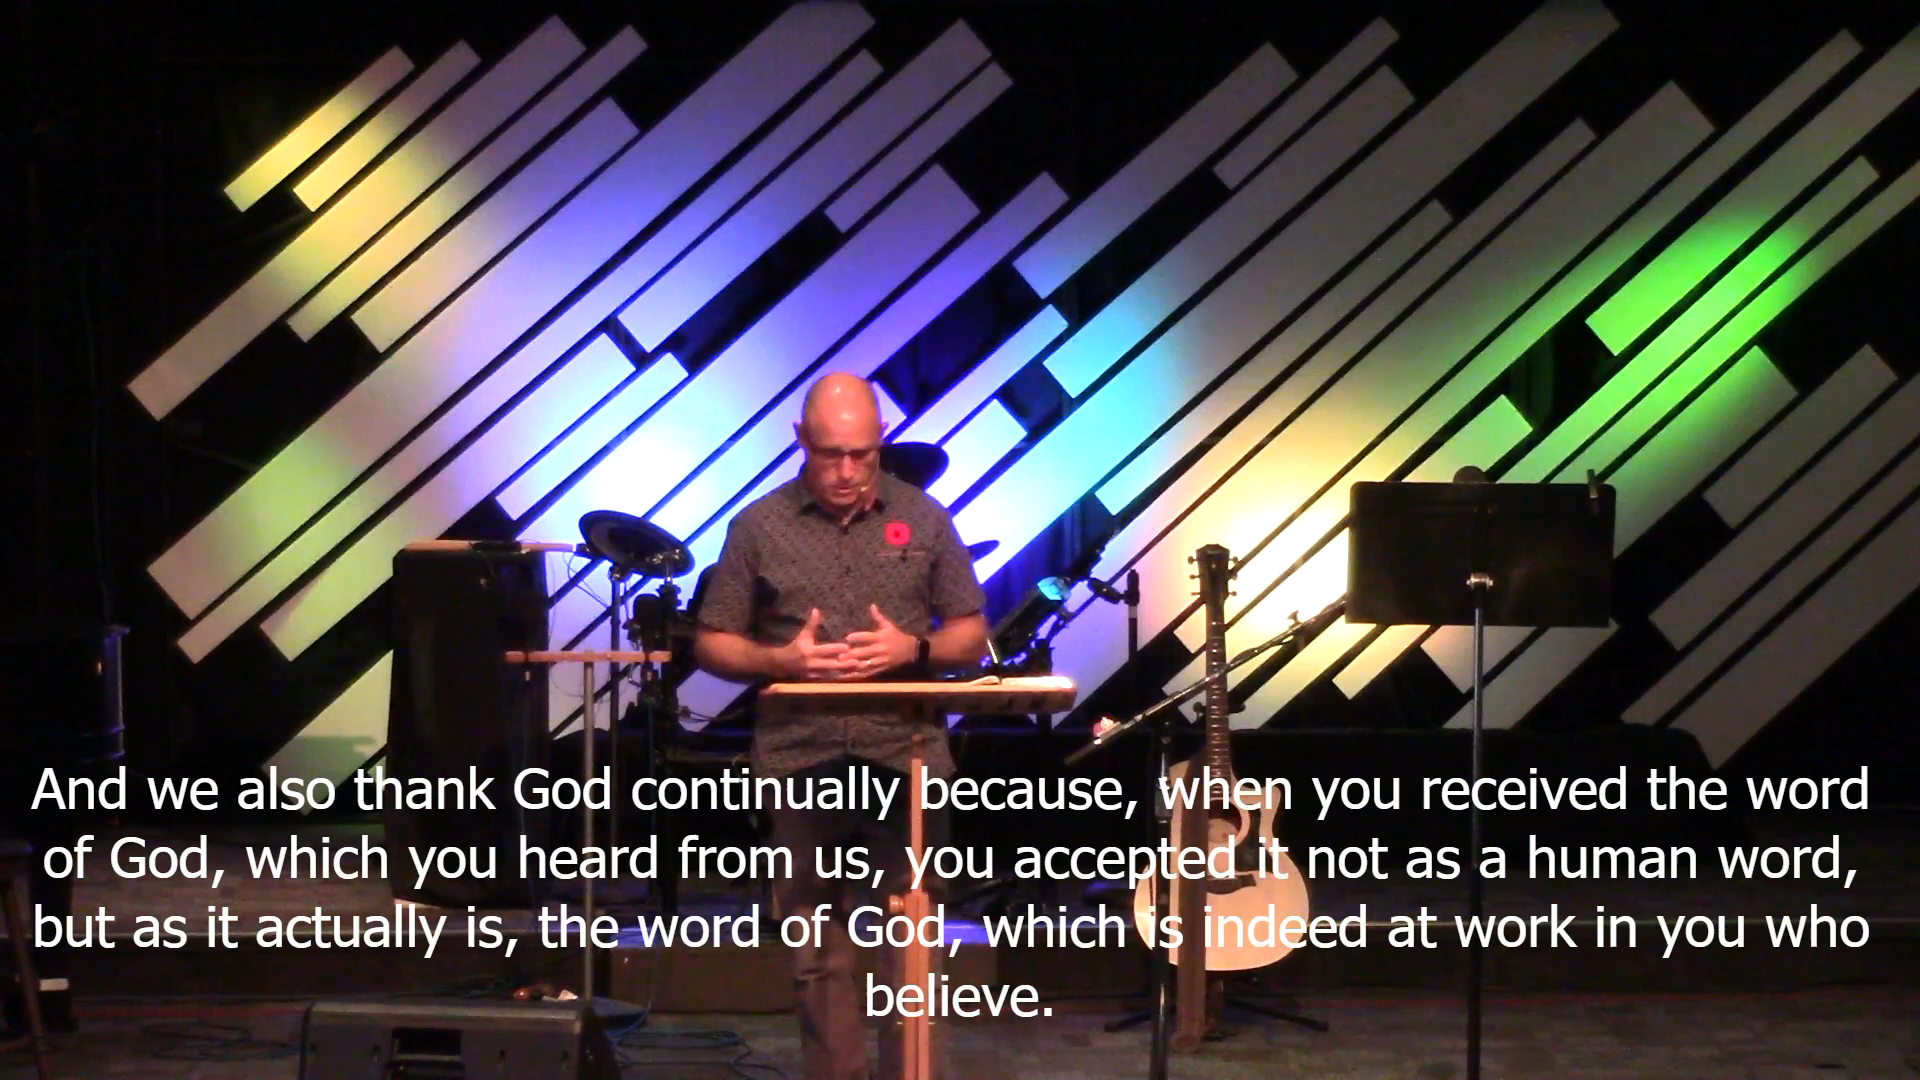 And we also thank God continually because, when you received the word
of God, which you heard from us, you accepted it not as a human word,
but as it actually is, the word of God, which is indeed at work in you who
believe.